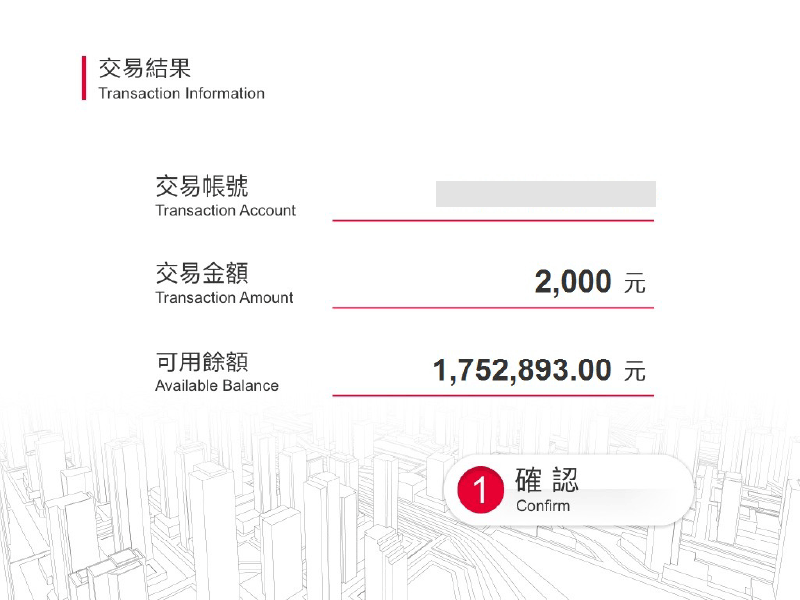 交易結果
Transaction Information
交易帳號
Transaction Account
交易金額
2,000 元
Transaction Amount
可用餘額
1,752,893.00 元
Available Balance
1 確認
Confirm